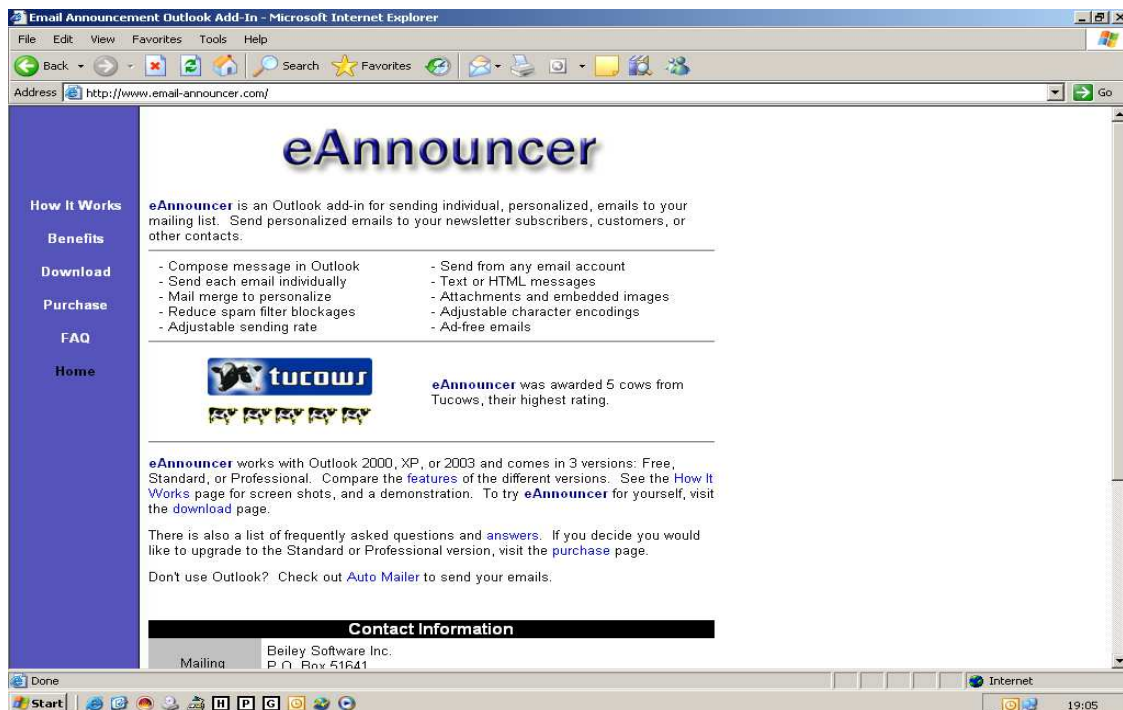 Email Announcement Outlook Add-In - Microsoft Internet Explorer
File Edit View Favorites Tools Help
Back Search Favorites
Address http://www.email-announcer.com/ Go
eAnnouncer
How It Works
Benefits
Download
Purchase
FAQ
Home
eAnnouncer is an Outlook add-in for sending individual, personalized, emails to your
mailing list. Send personalized emails to your newsletter subscribers, customers, or
other contacts.
- Compose message in Outlook
- Send each email individually
- Mail merge to personalize
- Reduce spam filter blockages
- Adjustable sending rate
- Send from any email account
- Text or HTML messages
- Attachments and embedded images
- Adjustable character encodings
- Ad-free emails
tucows
eAnnouncer was awarded 5 cows from
Tucows, their highest rating.
eAnnouncer works with Outlook 2000, XP, or 2003 and comes in 3 versions: Free,
Standard, or Professional. Compare the features of the different versions. See the How It
Works page for screen shots, and a demonstration. To try eAnnouncer for yourself, visit
the download page.
There is also a list of frequently asked questions and answers. If you decide you would
like to upgrade to the Standard or Professional version, visit the purchase page.
Don't use Outlook? Check out Auto Mailer to send your emails.
Contact Information
Mailing
Beiley Software Inc.
P.O. Box 51641
Done Internet
Start H P G 19:05